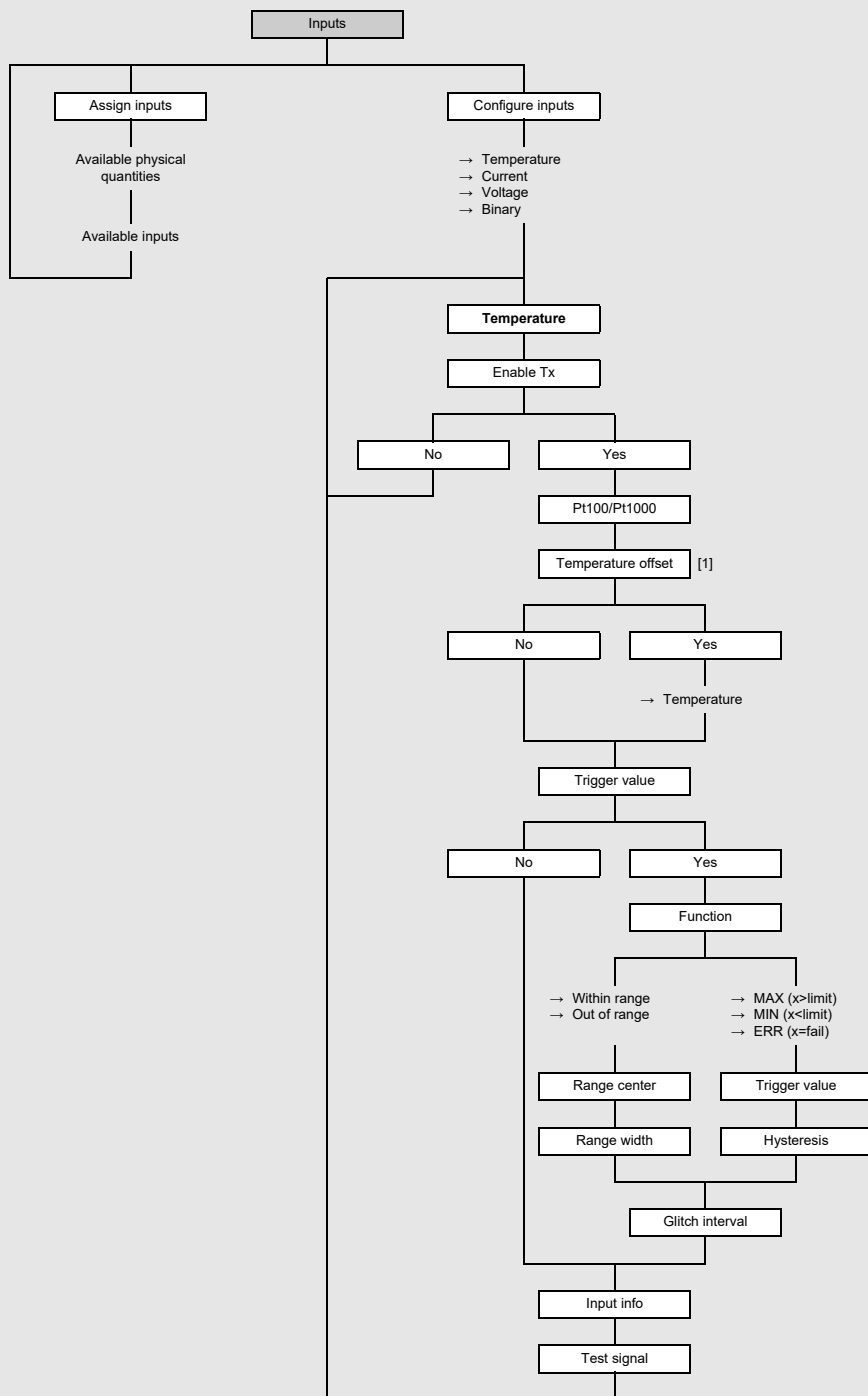 Inputs
Assign inputs
Configure inputs
Available physical
quantities
Available inputs
→ Temperature
→ Current
→ Voltage
→ Binary
Temperature
Enable Tx
No
Yes
Pt100/Pt1000
Temperature offset [1]
No
Yes
→ Temperature
Trigger value
No
Yes
Function
→ Within range
→ Out of range
→ MAX (x>limit)
→ MIN (x<limit)
→ ERR (x=fail)
Range center
Trigger value
Range width
Hysteresis
Glitch interval
Input info
Test signal